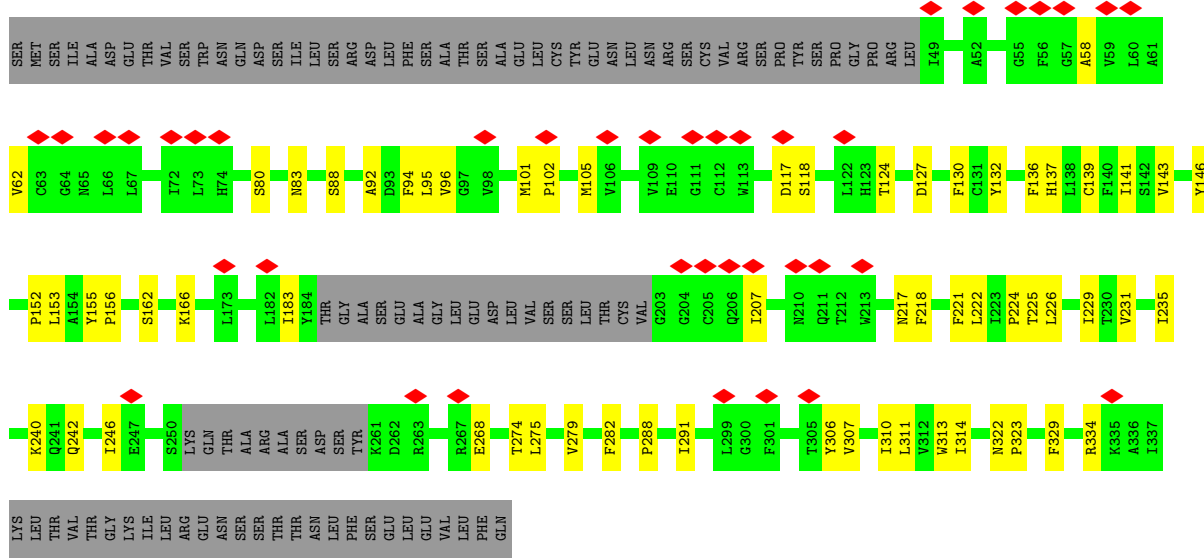 SER MET SER ILE ALA ASP GLU THR VAL SER TRP ASN GLN ASP SER ILE LEU SER ARG ASP LEU PHE SER ALA THR SER ALA GLU LEU CYS TYR GLU ASN LEU ASN ARG SER CYS VAL ARG SER PRO TYR SER PRO GLY PRO ARG LEU I49 A52 G55 F56 G57 A58 V59 L60 A61
V62 C63 G64 N65 L66 L67 I72 L73 H74 S80 N83 S88 A92 D93 F94 L95 V96 G97 V98 M101 P102 M105 V106 V109 E110 G111 C112 W113 D117 S118 L122 H123 T124 D127 F130 C131 Y132 F136 H137 L138 C139 F140 I141 S142 V143 Y146
P152 L153 A154 Y155 P156 S162 K166 L173 L182 I183 Y184 THR GLY ALA SER GLU ALA GLY LEU GLU ASP LEU VAL SER SER LEU THR CYS VAL G203 G204 C205 Q206 I207 N210 Q211 T212 W213 N217 F218 F221 L222 I223 P224 T225 L226 I229 T230 V231 I235
K240 Q241 Q242 I246 E247 S250 LYS GLN THR ALA ARG ALA SER ASP SER TYR K261 D262 R263 R267 E268 T274 L275 V279 F282 P288 I291 L299 G300 F301 T305 Y306 V307 I310 L311 V312 W313 I314 N322 P323 F329 R334 K335 A336 I337
LYS LEU THR VAL THR GLY LYS ILE LEU ARG GLU ASN SER SER THR THR ASN LEU PHE SER GLU LEU GLU VAL LEU PHE GLN